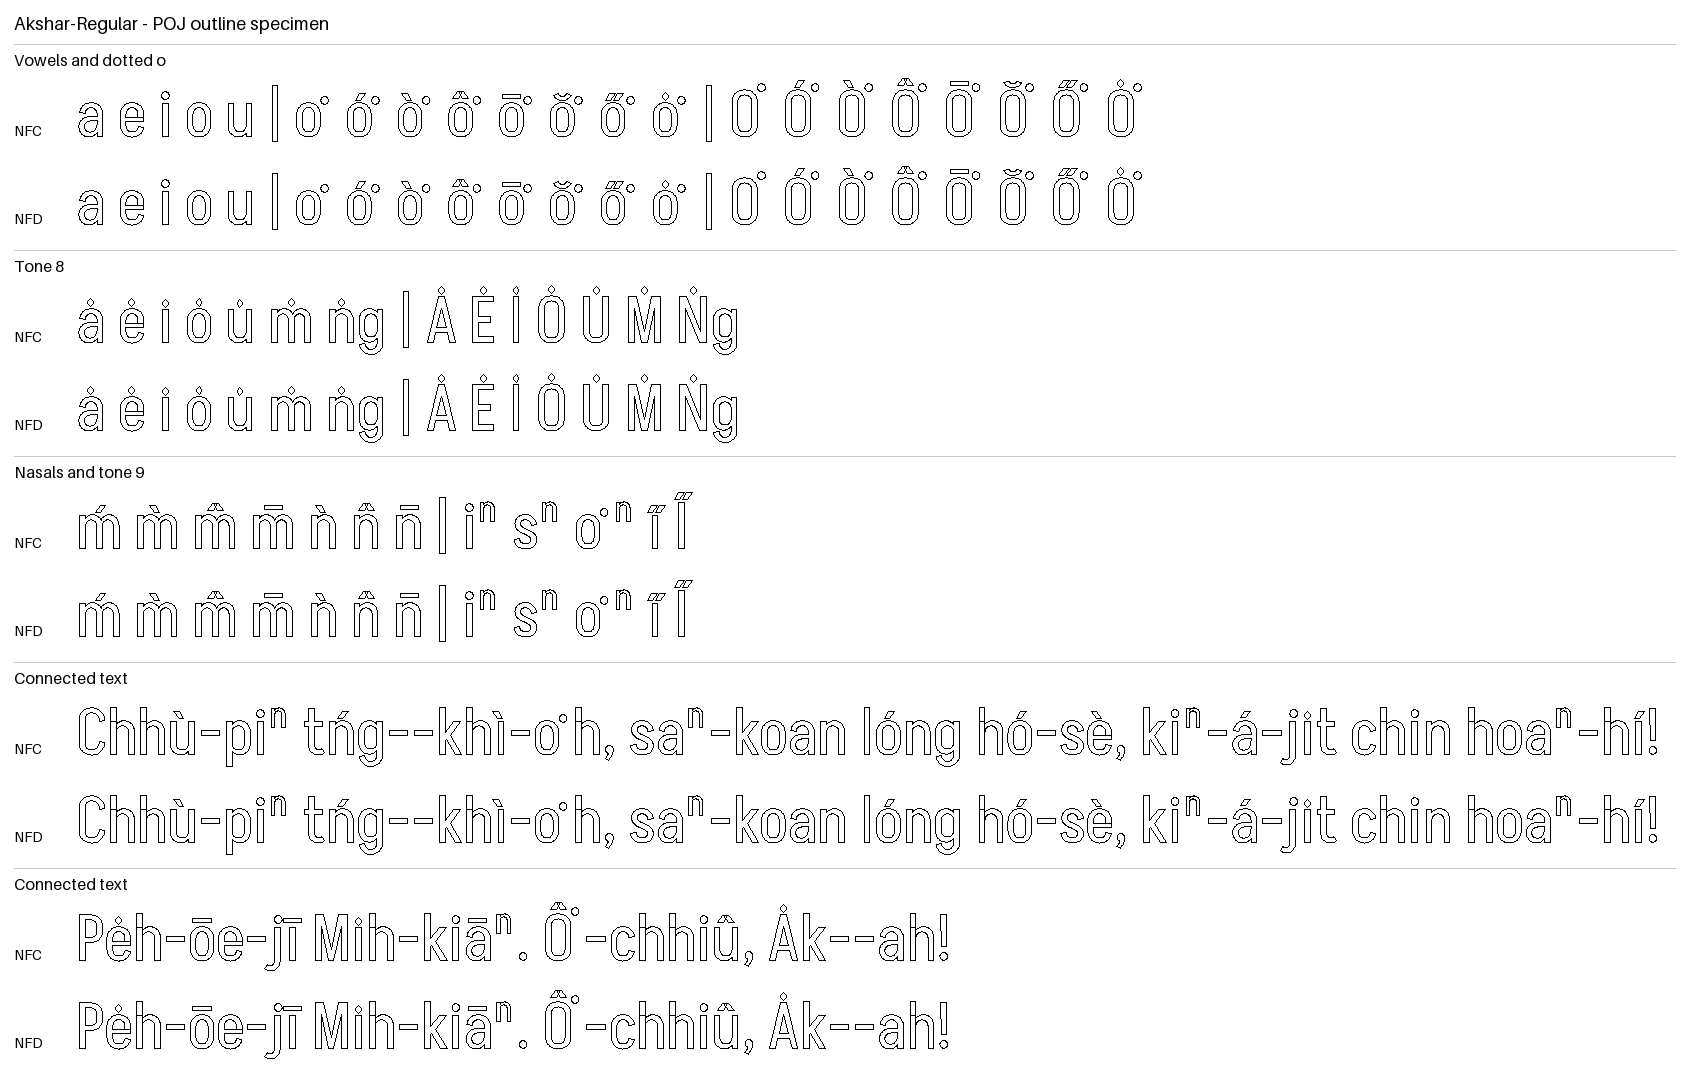 Akshar-Regular - POJ outline specimen
Vowels and dotted o
NFC a e i o u | o͘ ó͘ ò͘ ô͘ ō͘ ŏ͘ ő͘ o̍͘ | O͘ Ó͘ Ò͘ Ô͘ Ō͘ Ŏ͘ Ő͘ O̍͘
NFD a e i o u | o͘ ó͘ ò͘ ô͘ ō͘ ŏ͘ ő͘ o̍͘ | O͘ Ó͘ Ò͘ Ô͘ Ō͘ Ŏ͘ Ő͘ O̍͘
Tone 8
NFC a̍ e̍ i̍ o̍ u̍ m̍ n̍g | A̍ E̍ I̍ O̍ U̍ M̍ N̍g
NFD a̍ e̍ i̍ o̍ u̍ m̍ n̍g | A̍ E̍ I̍ O̍ U̍ M̍ N̍g
Nasals and tone 9
NFC ḿ m̀ m̂ m̄ ǹ n̂ n̄ | iⁿ sⁿ o͘ⁿ i̋ I̋
NFD ḿ m̀ m̂ m̄ ǹ n̂ n̄ | iⁿ sⁿ o͘ⁿ i̋ I̋
Connected text
NFC Chhù-piⁿ tńg--khì-o͘h, saⁿ-koan lóng hó-sè, kiⁿ-á-ji̍t chin hoaⁿ-hí!
NFD Chhù-piⁿ tńg--khì-o͘h, saⁿ-koan lóng hó-sè, kiⁿ-á-ji̍t chin hoaⁿ-hí!
Connected text
NFC Pe̍h-ōe-jī Mi̍h-kiāⁿ. Ô͘-chhiû, A̍k--ah!
NFD Pe̍h-ōe-jī Mi̍h-kiāⁿ. Ô͘-chhiû, A̍k--ah!